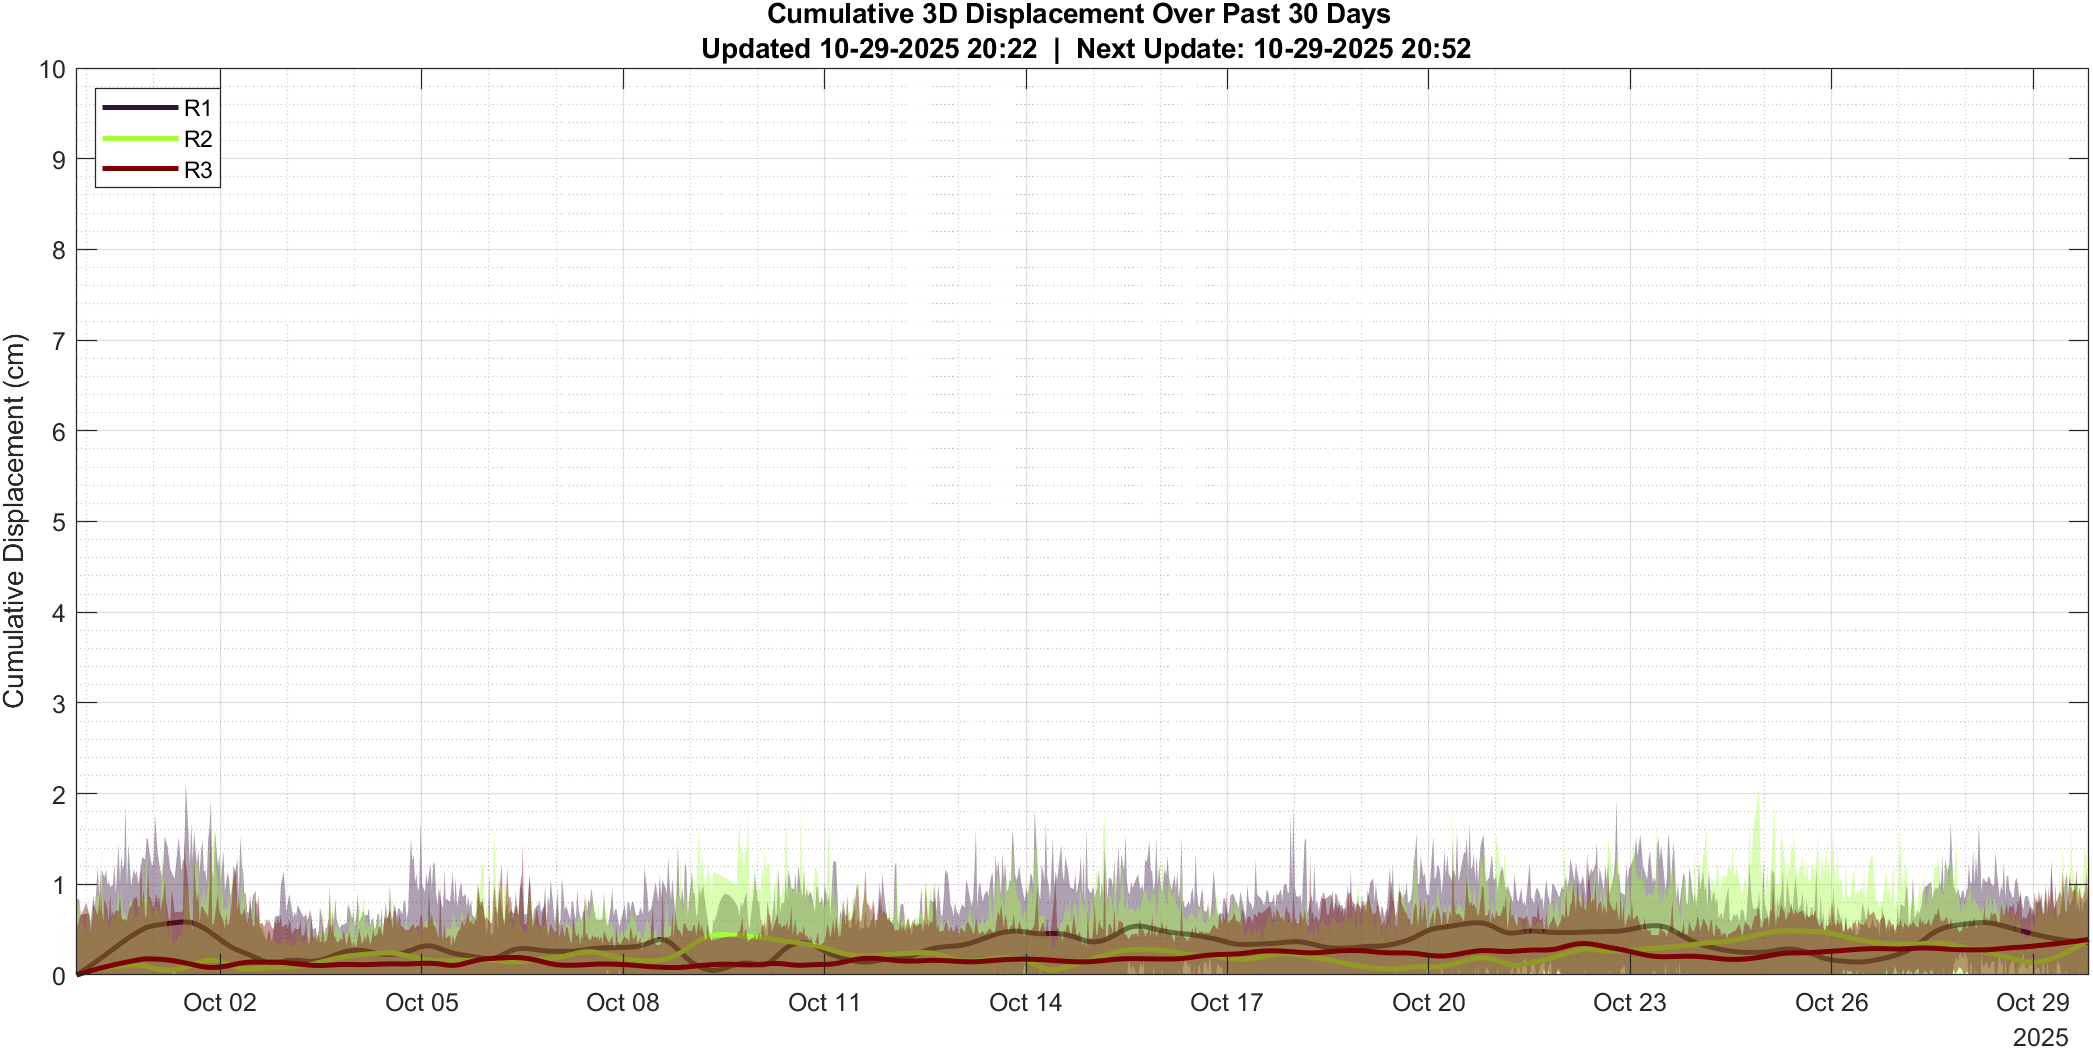 Cumulative 3D Displacement Over Past 30 Days
Updated 10-29-2025 20:22 | Next Update: 10-29-2025 20:52
R1
R2
R3
Cumulative Displacement (cm)
10
9
8
7
6
5
4
3
2
1
0
Oct 02 Oct 05 Oct 08 Oct 11 Oct 14 Oct 17 Oct 20 Oct 23 Oct 26 Oct 29
2025